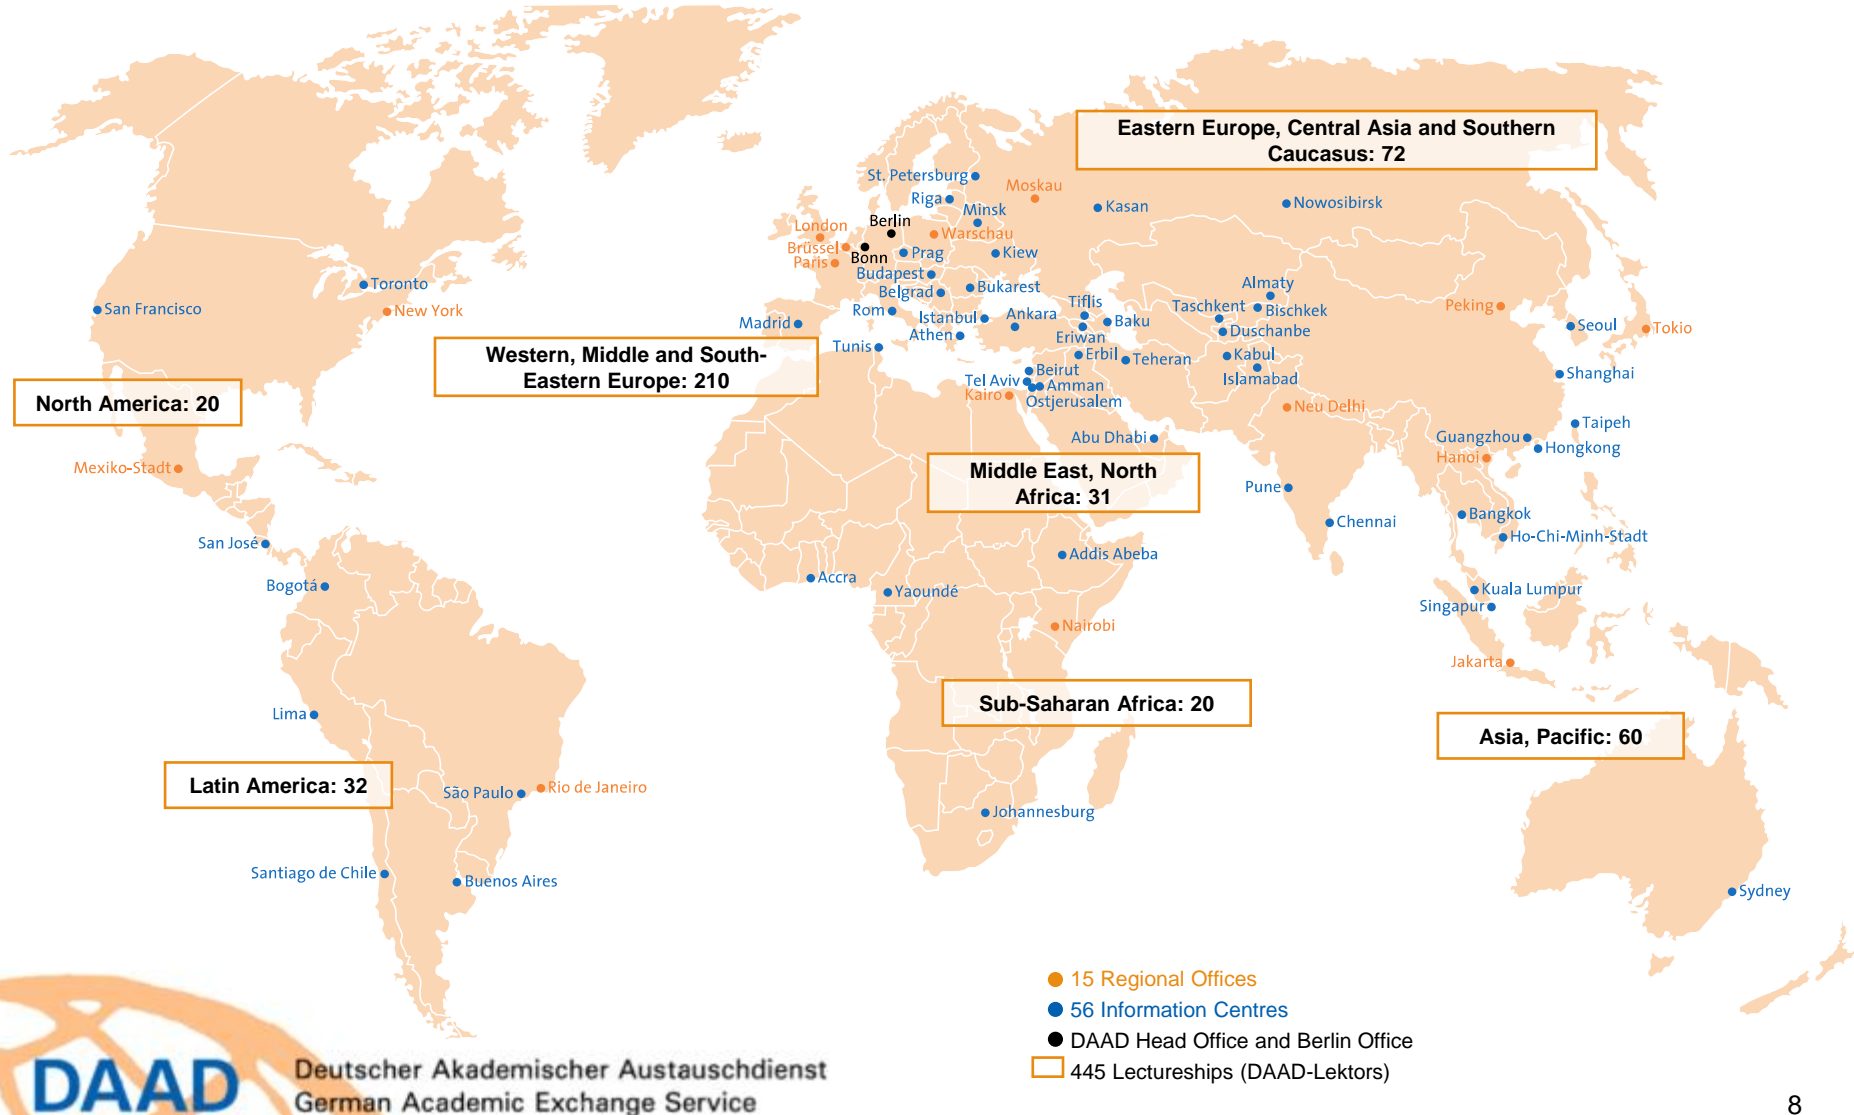 Eastern Europe, Central Asia and Southern
Caucasus: 72
St. Petersburg
Moskau
Riga
Minsk
Kasan
Nowosibirsk
London
Berlin
Warschau
Brüssel
Bonn
Prag
Kiew
Paris
Budapest
Toronto
Belgrad
Bukarest
Almaty
San Francisco
New York
Rom
Istanbul
Ankara
Tiflis
Baku
Taschkent
Bischkek
Peking
Madrid
Athen
Eriwan
Duschanbe
Seoul
Tokio
Tunis
Erbil
Teheran
Kabul
Western, Middle and South-
Eastern Europe: 210
Beirut
Tel Aviv
Amman
Islamabad
Shanghai
Kairo
Ostjerusalem
North America: 20
Neu Delhi
Taipeh
Abu Dhabi
Guangzhou
Hongkong
Mexiko-Stadt
Hanoi
Middle East, North
Africa: 31
Pune
Chennai
Bangkok
San José
Ho-Chi-Minh-Stadt
Addis Abeba
Bogotá
Accra
Yaoundé
Kuala Lumpur
Singapur
Nairobi
Jakarta
Sub-Saharan Africa: 20
Lima
Asia, Pacific: 60
Latin America: 32
São Paulo
Rio de Janeiro
Johannesburg
Santiago de Chile
Buenos Aires
Sydney
15 Regional Offices
56 Information Centres
DAAD Head Office and Berlin Office
445 Lectureships (DAAD-Lektors)
DAAD
Deutscher Akademischer Austauschdienst
German Academic Exchange Service
8